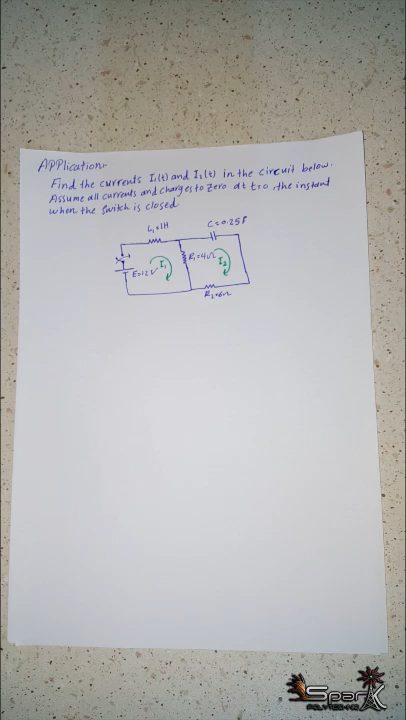 APPlication:-
Find the currents I₁(t) and I₂(t) in the circuit below.
Assume all currents and charges to zero at t=0, the instant
when the switch is closed.
L₁=1H
C=0.25F
R₁=4Ω
E=12V
I₁
I₂
R₂=6Ω
Spark
POLYTECHNIC